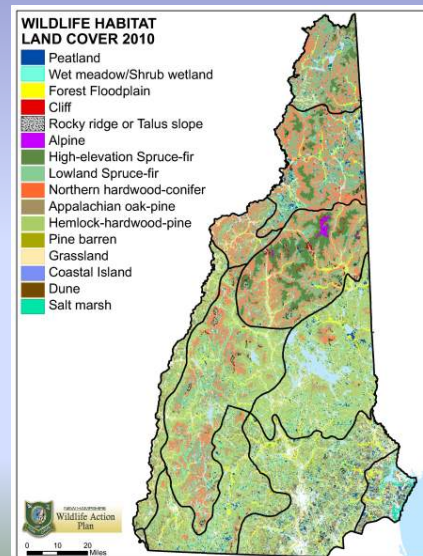 WILDLIFE HABITAT
LAND COVER 2010
Peatland
Wet meadow/Shrub wetland
Forest Floodplain
Cliff
Rocky ridge or Talus slope
Alpine
High-elevation Spruce-fir
Lowland Spruce-fir
Northern hardwood-conifer
Appalachian oak-pine
Hemlock-hardwood-pine
Pine barren
Grassland
Coastal Island
Dune
Salt marsh
NEW HAMPSHIRE
Wildlife Action
Plan
0 10 20
Miles